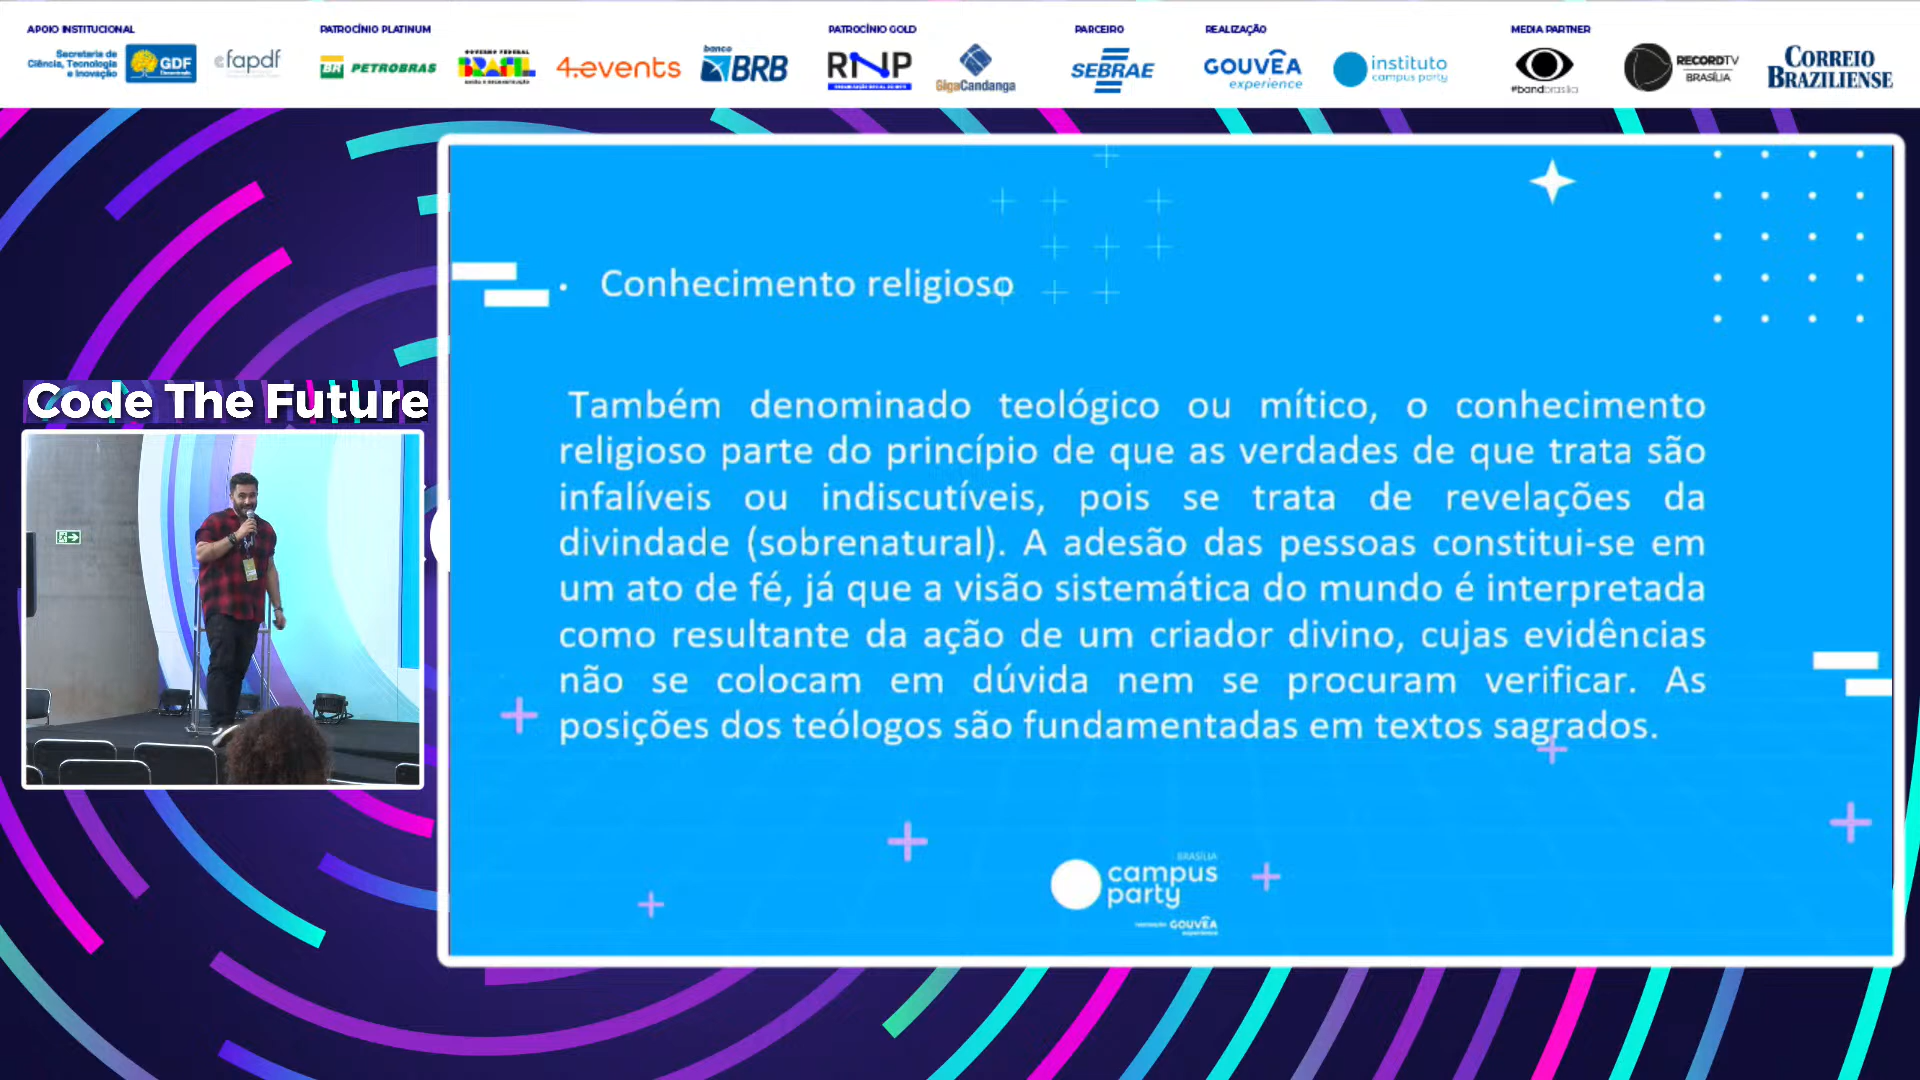 APOIO INSTITUCIONAL
PATROCÍNIO PLATINUM
PATROCÍNIO GOLD
PARCEIRO
REALIZAÇÃO
MEDIA PARTNER
Secretaria de
Ciência, Tecnologia
e Inovação
GDF
fapdf
BR PETROBRAS
GOVERNO FEDERAL
BRASIL
UNIÃO E RECONSTRUÇÃO
4.events
banco
BRB
RNP
GigaCandanga
SEBRAE
GOUVÊA
experience
instituto
campus party
#bandbrasília
RECORDTV
BRASÍLIA
CORREIO
BRAZILIENSE
Code The Future
• Conhecimento religioso
Também denominado teológico ou mítico, o conhecimento
religioso parte do princípio de que as verdades de que trata são
infalíveis ou indiscutíveis, pois se trata de revelações da
divindade (sobrenatural). A adesão das pessoas constitui-se em
um ato de fé, já que a visão sistemática do mundo é interpretada
como resultante da ação de um criador divino, cujas evidências
não se colocam em dúvida nem se procuram verificar. As
posições dos teólogos são fundamentadas em textos sagrados.
BRASÍLIA
campus
party
GOUVÊA